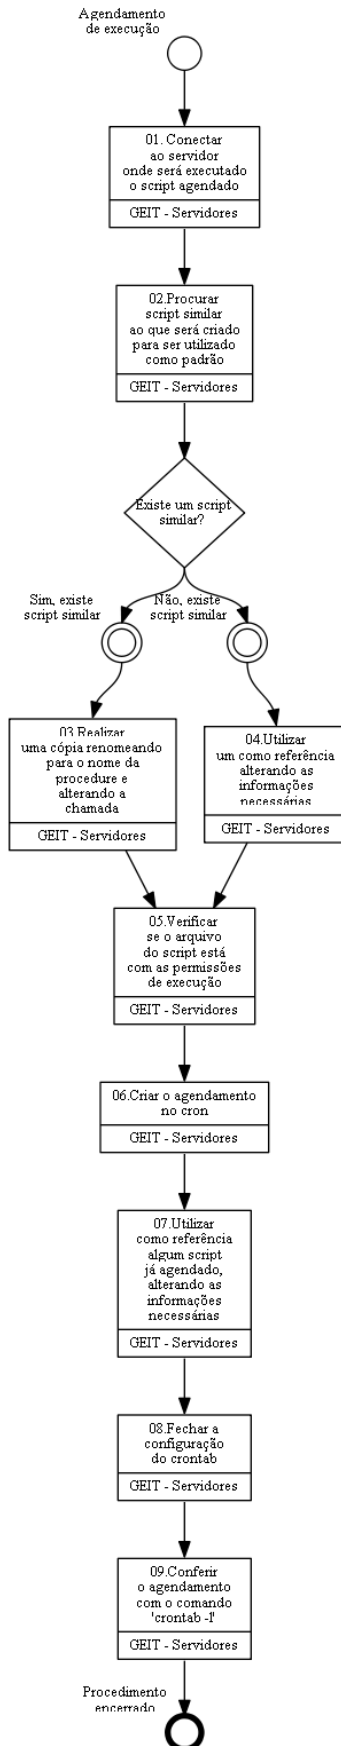 Agendamento
de execução
01. Conectar
ao servidor
onde será executado
o script agendado
GEIT - Servidores
02.Procurar
script similar
ao que será criado
para ser utilizado
como padrão
GEIT - Servidores
Existe um script
similar?
Sim, existe
script similar
Não, existe
script similar
03.Realizar
uma cópia renomeando
para o nome da
procedure e
alterando a
chamada
GEIT - Servidores
04.Utilizar
um como referência
alterando as
informações
necessárias
GEIT - Servidores
05.Verificar
se o arquivo
do script está
com as permissões
de execução
GEIT - Servidores
06.Criar o agendamento
no cron
GEIT - Servidores
07.Utilizar
como referência
algum script
já agendado,
alterando as
informações
necessárias
GEIT - Servidores
08.Fechar a
configuração
do crontab
GEIT - Servidores
09.Conferir
o agendamento
com o comando
'crontab -l'
GEIT - Servidores
Procedimento
encerrado